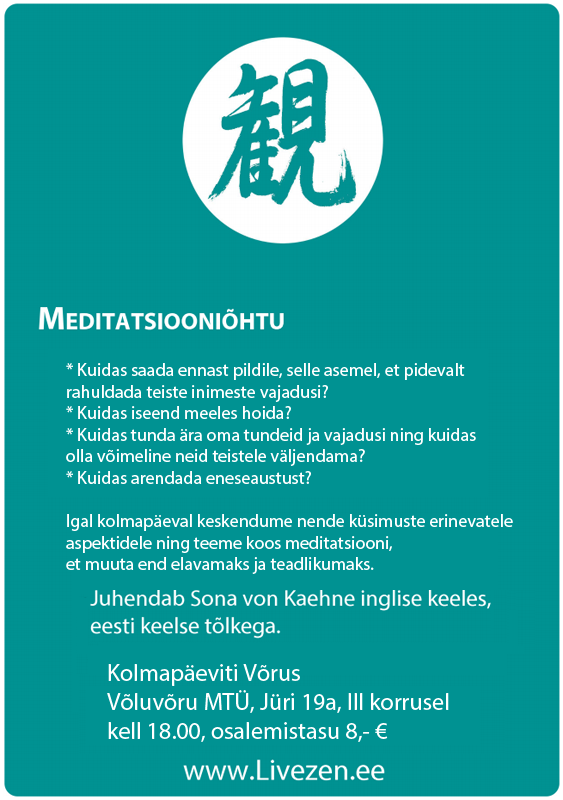 観
MEDITATSIOONIÕHTU
* Kuidas saada ennast pildile, selle asemel, et pidevalt
rahuldada teiste inimeste vajadusi?
* Kuidas iseend meeles hoida?
* Kuidas tunda ära oma tundeid ja vajadusi ning kuidas
olla võimeline neid teistele väljendama?
* Kuidas arendada eneseaustust?
Igal kolmapäeval keskendume nende küsimuste erinevatele
aspektidele ning teeme koos meditatsiooni,
et muuta end elavamaks ja teadlikumaks.
Juhendab Sona von Kaehne inglise keeles,
eesti keelse tõlkega.
Kolmapäeviti Võrus
Võluvõru MTÜ, Jüri 19a, III korrusel
kell 18.00, osalemistasu 8,- €
www.Livezen.ee